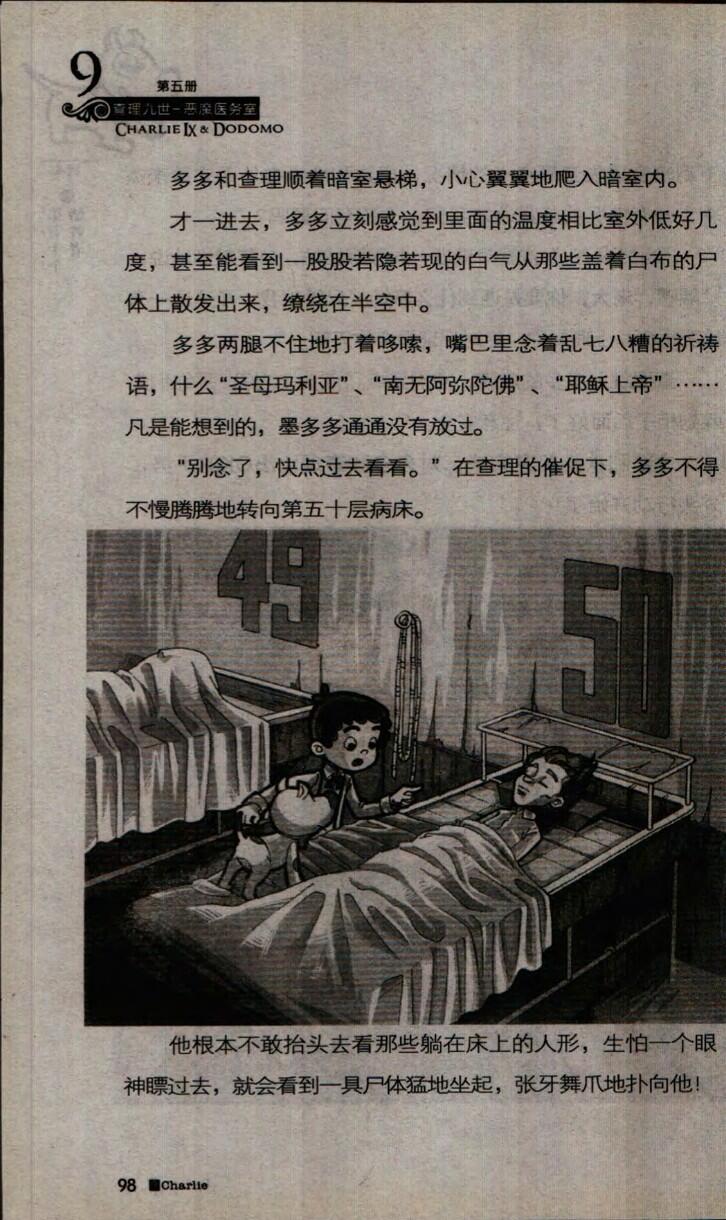 9
第五册
查理九世-恶魔医务室
CHARLIE IX & DODOMO
多多和查理顺着暗室悬梯，小心翼翼地爬入暗室内。
才一进去，多多立刻感觉到里面的温度相比室外低好几
度，甚至能看到一股股若隐若现的白气从那些盖着白布的尸
体上散发出来，缭绕在半空中。
多多两腿不住地打着哆嗦，嘴巴里念着乱七八糟的祈祷
语，什么“圣母玛利亚”、“南无阿弥陀佛”、“耶稣上帝”……
凡是能想到的，墨多多通通没有放过。
“别念了，快点过去看看。”在查理的催促下，多多不得
不慢腾腾地转向第五十层病床。
49
50
他根本不敢抬头去看那些躺在床上的人形，生怕一个眼
神瞟过去，就会看到一具尸体猛地坐起，张牙舞爪地扑向他！
98 ■Charlie